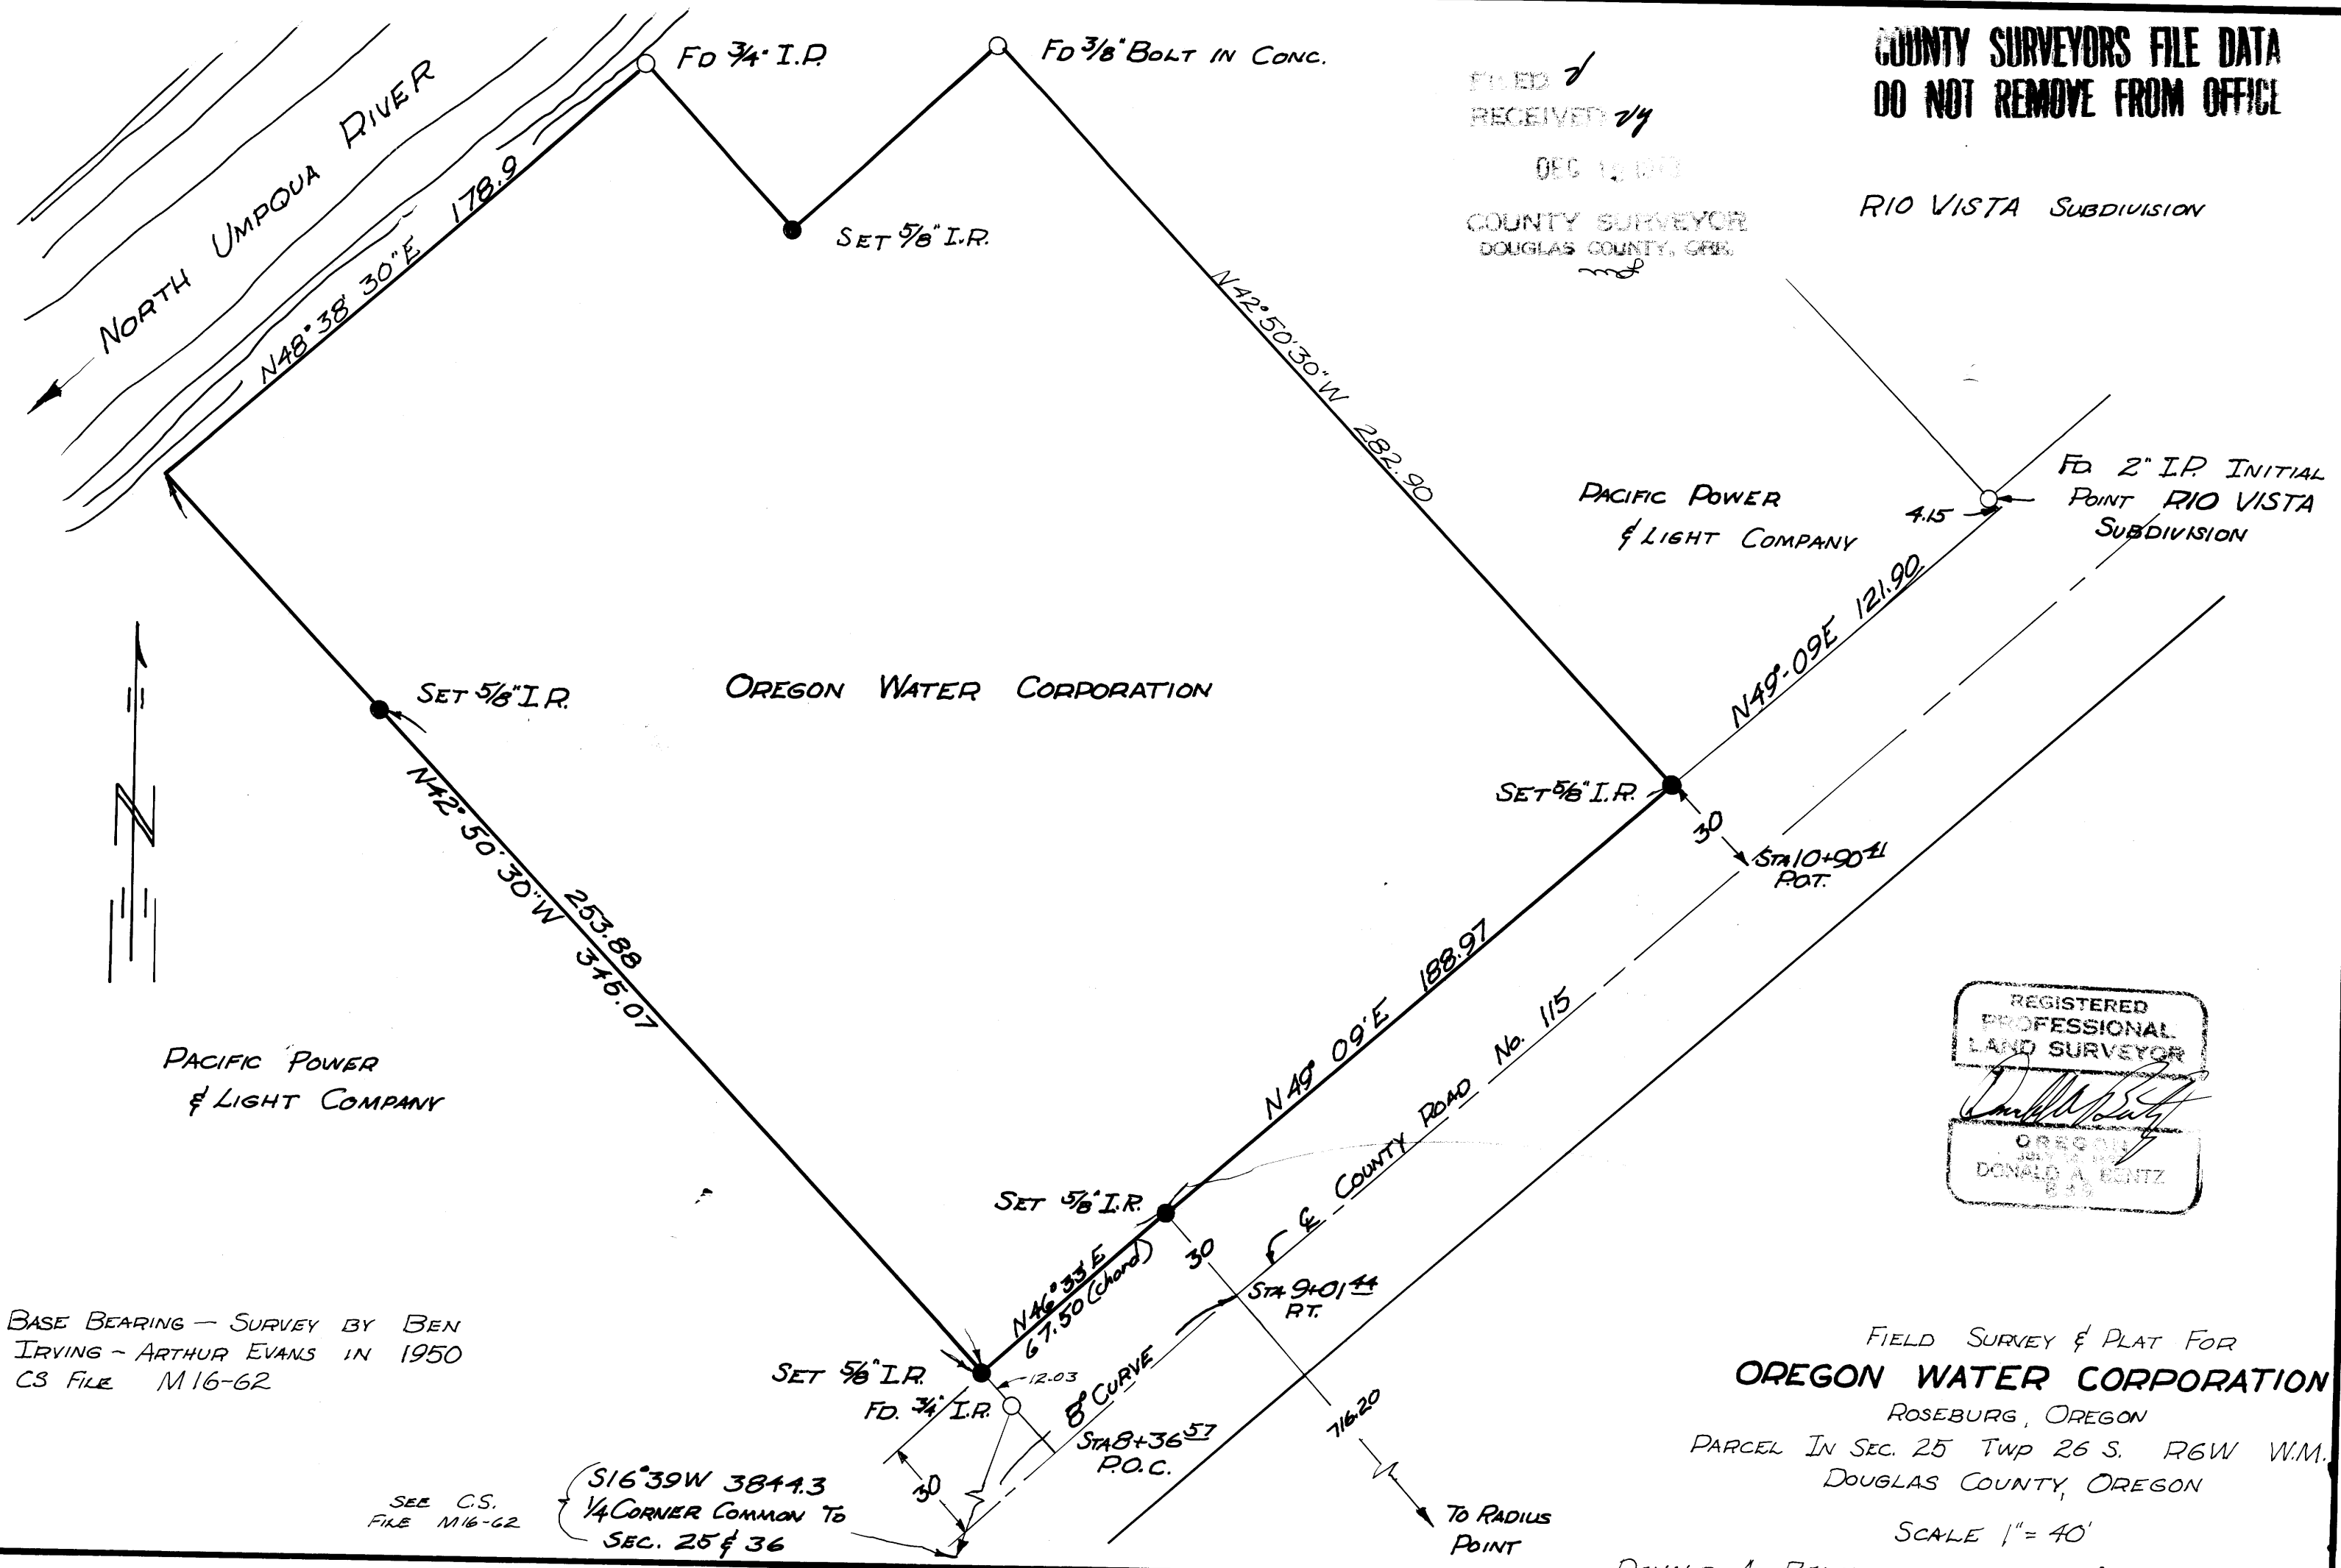 COUNTY SURVEYORS FILE DATA
DO NOT REMOVE FROM OFFICE
FILED
RECEIVED
DEC
COUNTY SURVEYOR
DOUGLAS COUNTY, ORE.
RIO VISTA SUBDIVISION
FD 3/4" I.P.
FD 3/8" BOLT IN CONC.
SET 5/8" I.R.
NORTH UMPQUA RIVER
N48° 38' 30" E 178.9
N42° 50' 30" W 282.90
PACIFIC POWER
& LIGHT COMPANY
4.15
FD. 2" I.P. INITIAL
POINT RIO VISTA
SUBDIVISION
N49°-09E 121.90
SET 5/8" I.R.
OREGON WATER CORPORATION
SET 5/8" I.R.
30
STA 10+90 41
P.O.T.
N
N42° 50' 30" W 253.88
345.07
N 49° 09' E 188.97
COUNTY ROAD No. 115
℄
PACIFIC POWER
& LIGHT COMPANY
REGISTERED
PROFESSIONAL
LAND SURVEYOR
OREGON
JULY
DONALD A. BENTZ
SET 5/8" I.R.
30
STA 9+01 44
P.T.
N46° 33' E
67.50 (chord)
8° CURVE
716.20
TO RADIUS
POINT
BASE BEARING — SURVEY BY BEN
IRVING - ARTHUR EVANS IN 1950
CS FILE M16-62
SET 5/8" I.R.
12.03
FD. 3/4" I.R.
STA 8+36 57
P.O.C.
30
SEE C.S.
FILE M16-62
S16°39W 3844.3
1/4 CORNER COMMON TO
SEC. 25 & 36
FIELD SURVEY & PLAT FOR
OREGON WATER CORPORATION
ROSEBURG, OREGON
PARCEL IN SEC. 25 TWP 26 S. R6W W.M.
DOUGLAS COUNTY, OREGON
SCALE 1" = 40'